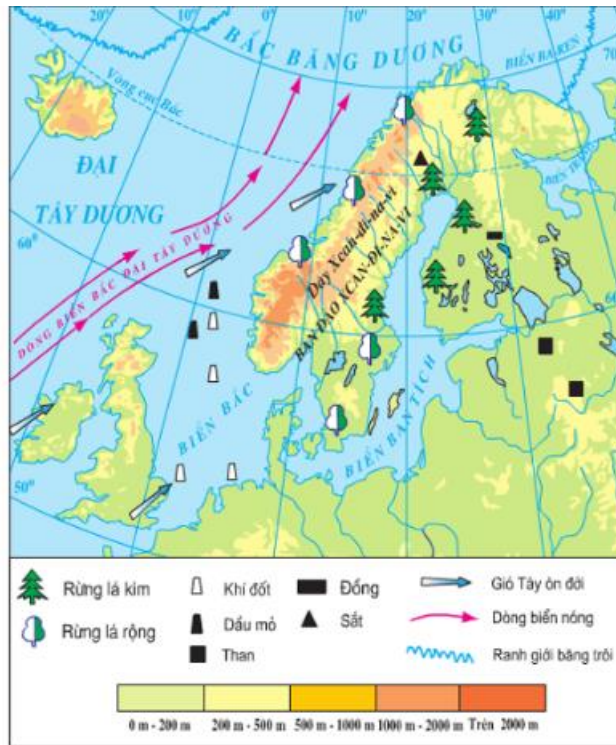 0°
10°
20°
30°
40°
BẮC BĂNG DƯƠNG
BIỂN BAREN
70°
Vòng cực Bắc
ĐẠI
TÂY DƯƠNG
60°
DÒNG BIỂN BẮC ĐẠI TÂY DƯƠNG
Dãy Xcan-đi-na-vi
BÁN ĐẢO XCAN-ĐI-NA-VI
BIỂN BẮC
BIỂN BAN TÍCH
50°
Rừng lá kim
Khí đốt
Đồng
Gió Tây ôn đới
Rừng lá rộng
Dầu mỏ
Sắt
Dòng biển nóng
Than
Ranh giới băng trôi
0 m - 200 m
200 m - 500 m
500 m - 1000 m
1000 m - 2000 m
Trên 2000 m